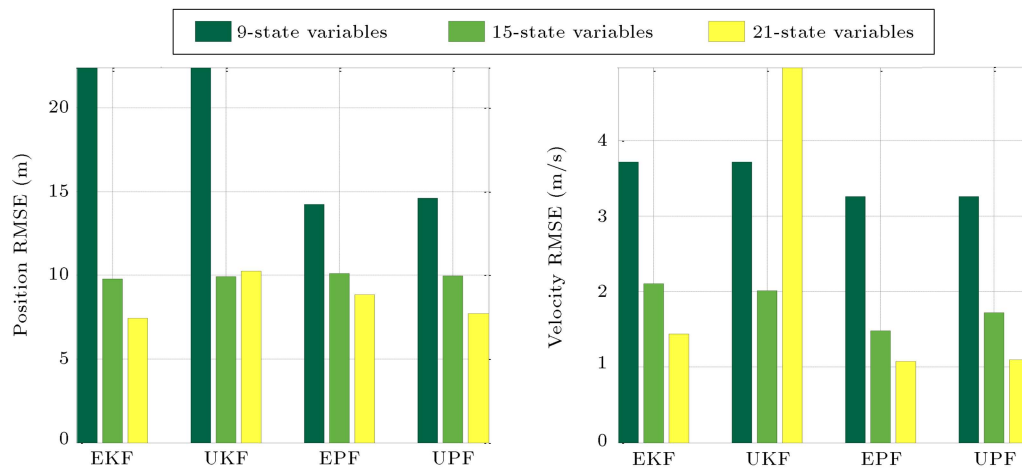 9-state variables 15-state variables 21-state variables
Position RMSE (m)
20
15
10
5
0
EKF UKF EPF UPF
Velocity RMSE (m/s)
4
3
2
1
0
EKF UKF EPF UPF